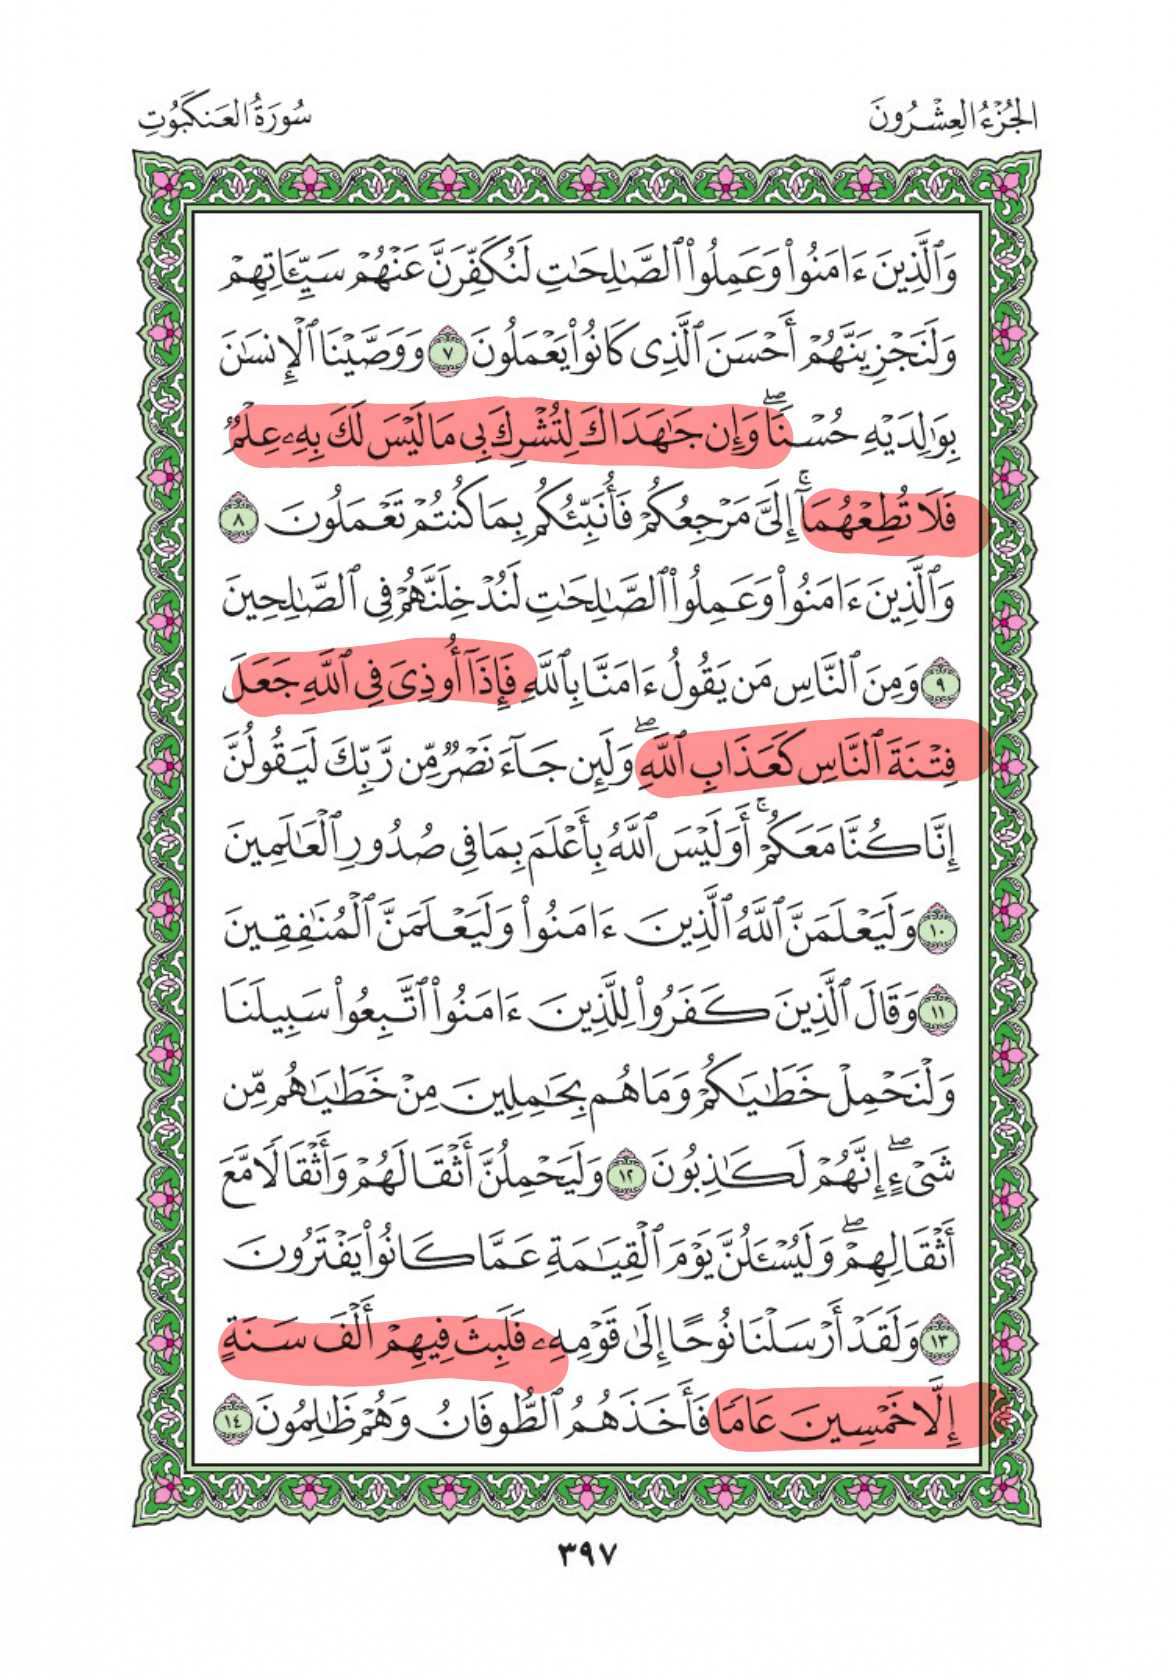 الجُزْءُ العِشْرُونَ
سُورَةُ العَنكَبُوتِ
وَٱلَّذِينَ ءَامَنُوا۟ وَعَمِلُوا۟ ٱلصَّـٰلِحَـٰتِ لَنُكَفِّرَنَّ عَنْهُمْ سَيِّـَٔاتِهِمْ
وَلَنَجْزِيَنَّهُمْ أَحْسَنَ ٱلَّذِى كَانُوا۟ يَعْمَلُونَ ٧ وَوَصَّيْنَا ٱلْإِنسَـٰنَ
بِوَٰلِدَيْهِ حُسْنًا ۖ وَإِن جَـٰهَدَاكَ لِتُشْرِكَ بِى مَا لَيْسَ لَكَ بِهِۦ عِلْمٌ
فَلَا تُطِعْهُمَآ ۚ إِلَىَّ مَرْجِعُكُمْ فَأُنَبِّئُكُم بِمَا كُنتُمْ تَعْمَلُونَ ٨
وَٱلَّذِينَ ءَامَنُوا۟ وَعَمِلُوا۟ ٱلصَّـٰلِحَـٰتِ لَنُدْخِلَنَّهُمْ فِى ٱلصَّـٰلِحِينَ
٩ وَمِنَ ٱلنَّاسِ مَن يَقُولُ ءَامَنَّا بِٱللَّهِ فَإِذَآ أُوذِىَ فِى ٱللَّهِ جَعَلَ
فِتْنَةَ ٱلنَّاسِ كَعَذَابِ ٱللَّهِ ۖ وَلَئِن جَآءَ نَصْرٌ مِّن رَّبِّكَ لَيَقُولُنَّ
إِنَّا كُنَّا مَعَكُمْ ۚ أَوَلَيْسَ ٱللَّهُ بِأَعْلَمَ بِمَا فِى صُدُورِ ٱلْعَـٰلَمِينَ
١٠ وَلَيَعْلَمَنَّ ٱللَّهُ ٱلَّذِينَ ءَامَنُوا۟ وَلَيَعْلَمَنَّ ٱلْمُنَـٰفِقِينَ
١١ وَقَالَ ٱلَّذِينَ كَفَرُوا۟ لِلَّذِينَ ءَامَنُوا۟ ٱتَّبِعُوا۟ سَبِيلَنَا
وَلْنَحْمِلْ خَطَـٰيَـٰكُمْ وَمَا هُم بِحَـٰمِلِينَ مِنْ خَطَـٰيَـٰهُم مِّن
شَىْءٍ ۖ إِنَّهُمْ لَكَـٰذِبُونَ ١٢ وَلَيَحْمِلُنَّ أَثْقَالَهُمْ وَأَثْقَالًا مَّعَ
أَثْقَالِهِمْ ۖ وَلَيُسْـَٔلُنَّ يَوْمَ ٱلْقِيَـٰمَةِ عَمَّا كَانُوا۟ يَفْتَرُونَ
١٣ وَلَقَدْ أَرْسَلْنَا نُوحًا إِلَىٰ قَوْمِهِۦ فَلَبِثَ فِيهِمْ أَلْفَ سَنَةٍ
إِلَّا خَمْسِينَ عَامًا فَأَخَذَهُمُ ٱلطُّوفَانُ وَهُمْ ظَـٰلِمُونَ ١٤
٣٩٧